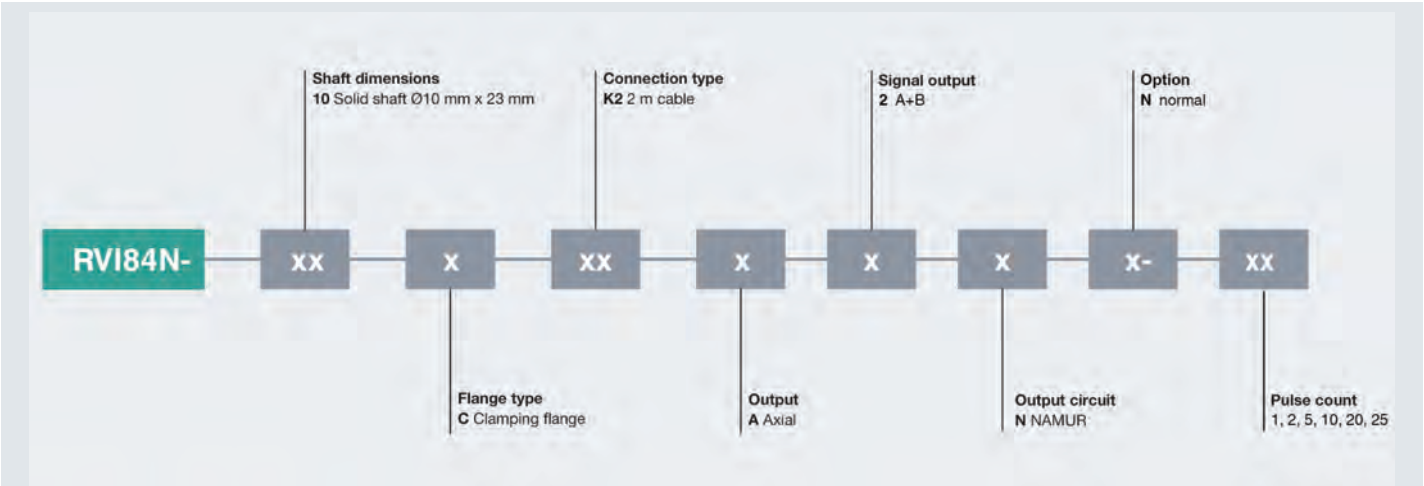 Shaft dimensions
10 Solid shaft Ø10 mm x 23 mm
Connection type
K2 2 m cable
Signal output
2 A+B
Option
N normal
RVI84N-
xx
x
xx
x
x
x
x-
xx
Flange type
C Clamping flange
Output
A Axial
Output circuit
N NAMUR
Pulse count
1, 2, 5, 10, 20, 25